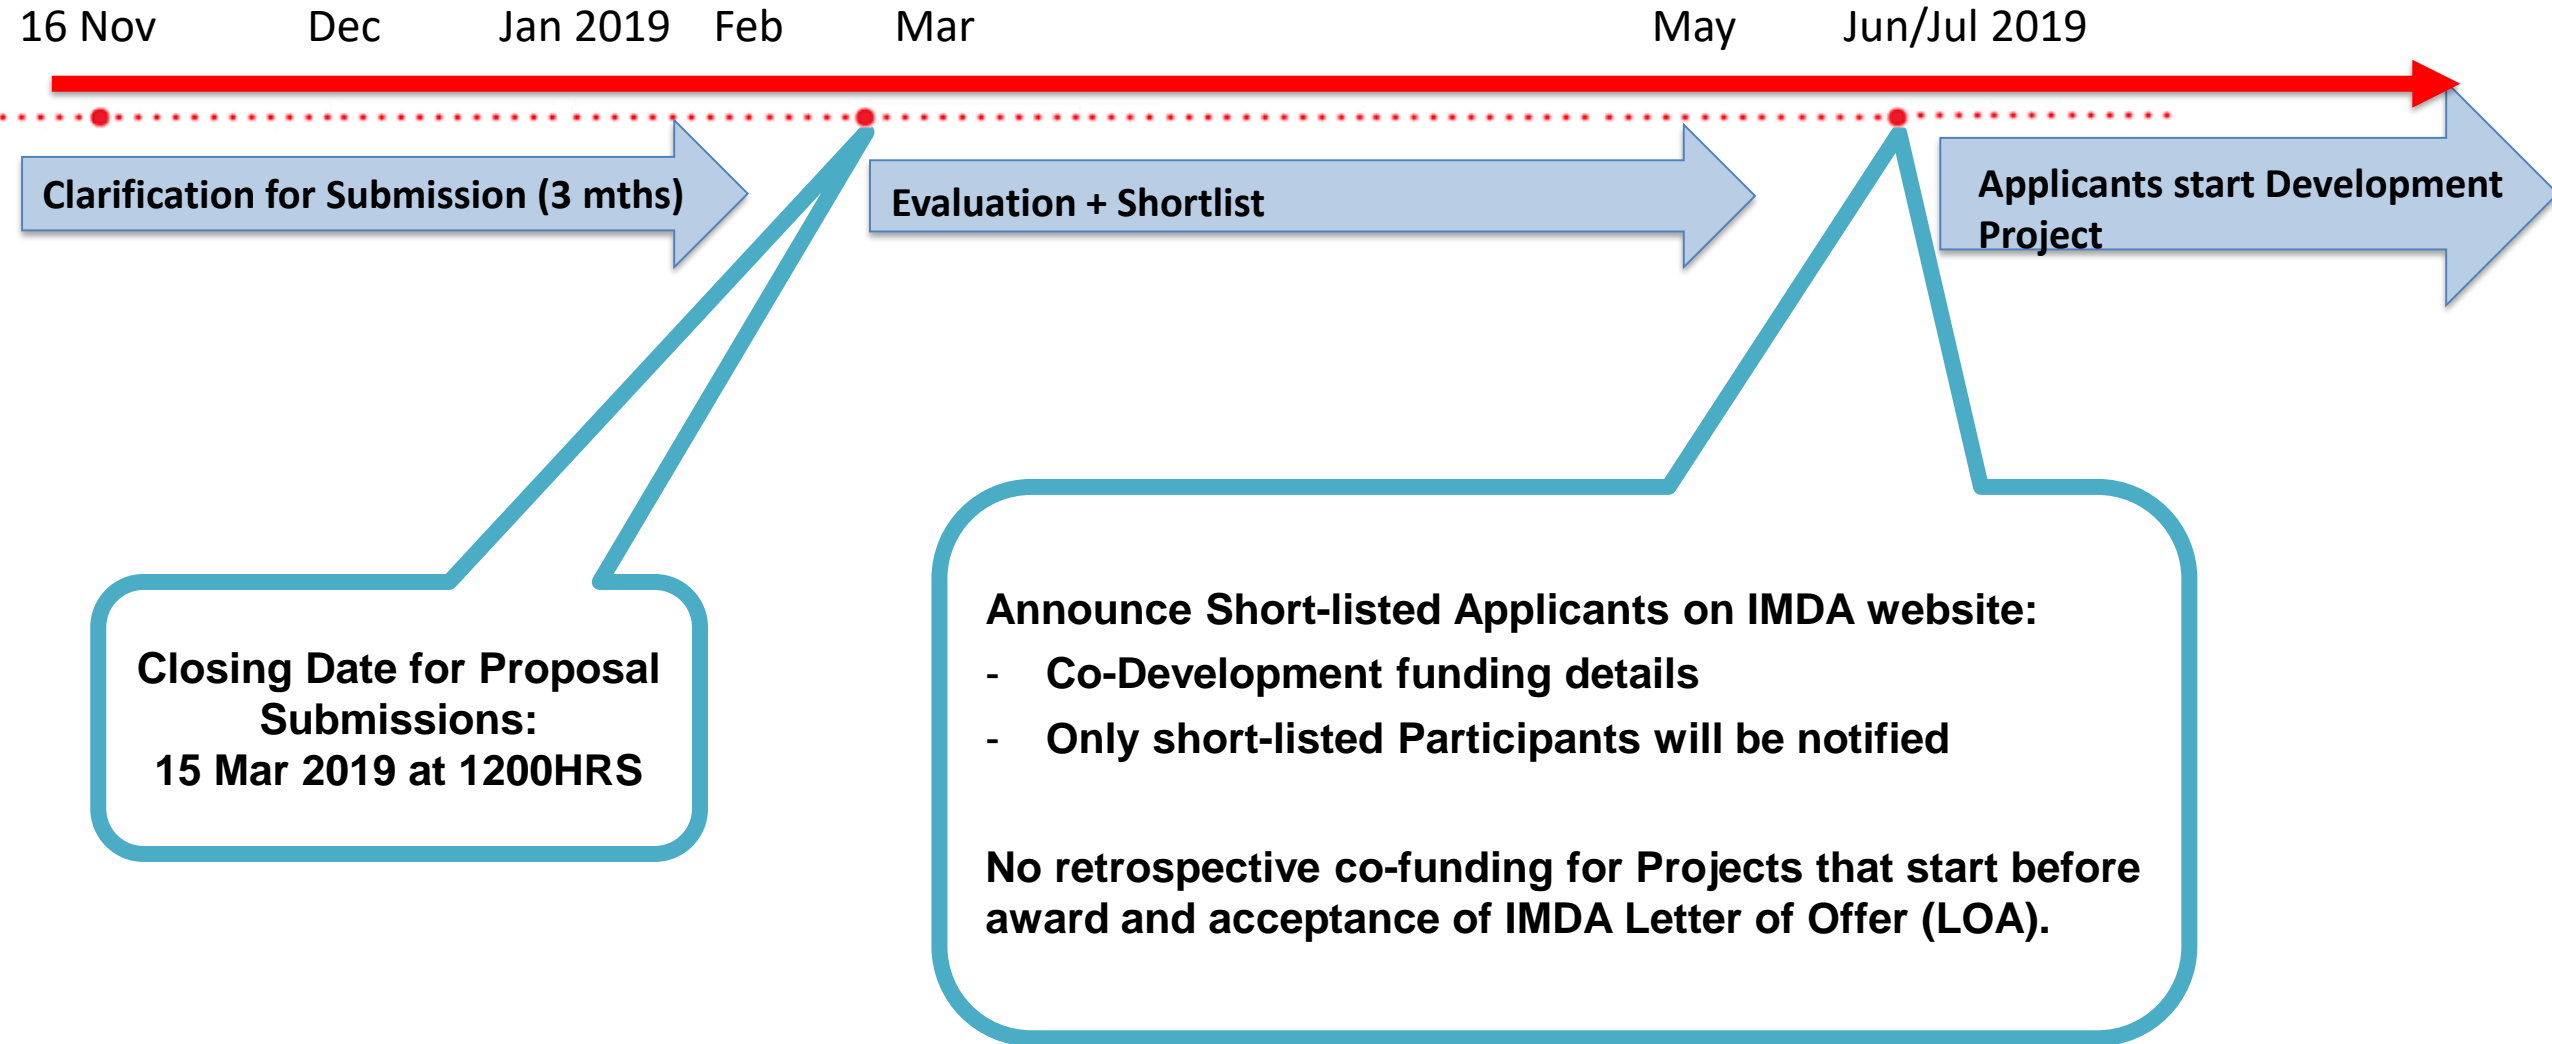 16 Nov Dec Jan 2019 Feb Mar May Jun/Jul 2019
Clarification for Submission (3 mths)
Evaluation + Shortlist
Applicants start Development
Project
Closing Date for Proposal
Submissions:
15 Mar 2019 at 1200HRS
Announce Short-listed Applicants on IMDA website:
- Co-Development funding details
- Only short-listed Participants will be notified
No retrospective co-funding for Projects that start before
award and acceptance of IMDA Letter of Offer (LOA).